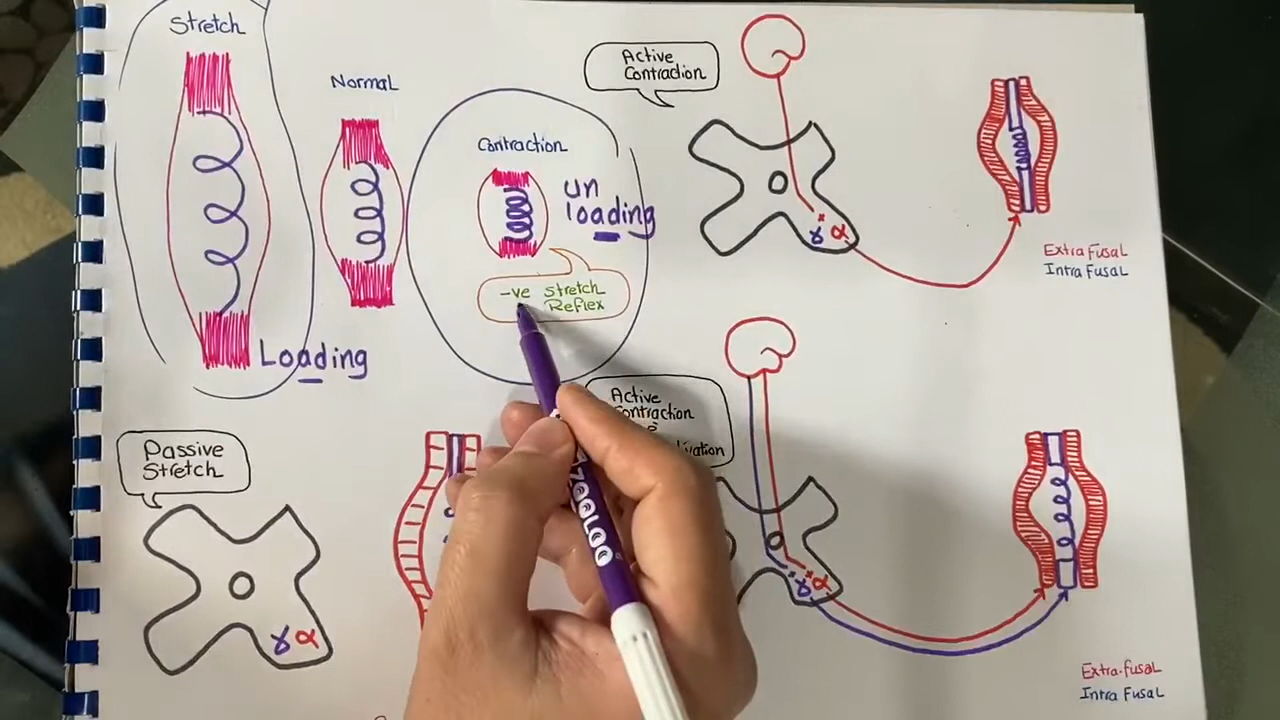 Stretch
Normal
Contraction
un
loading
-ve Stretch
Reflex
Loading
Active
Contraction
γ α
Extra fusal
Intra Fusal
Passive
Stretch
γ α
Active
Contraction
γ α
Extra.fusal
Intra Fusal